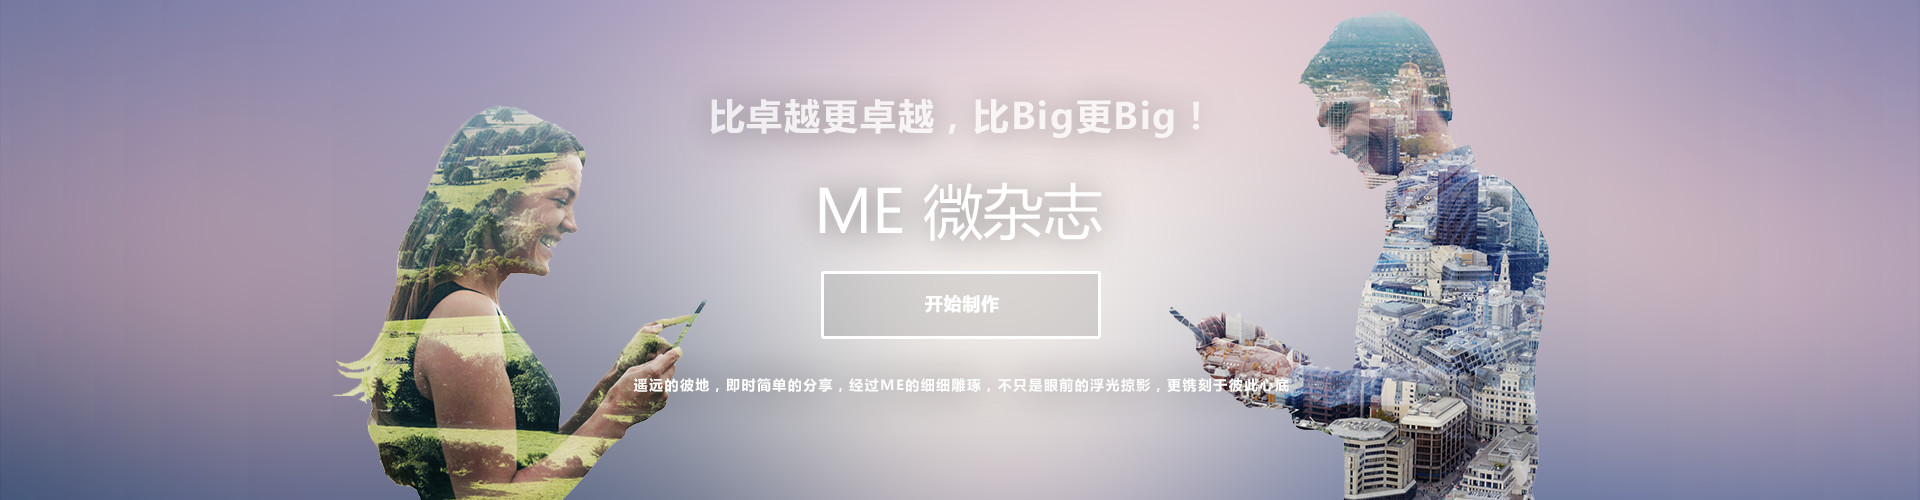 比卓越更卓越，比Big更Big！
ME 微杂志
开始制作
遥远的彼地，即时简单的分享，经过ME的细细雕琢，不只是眼前的浮光掠影，更镌刻于彼此心底